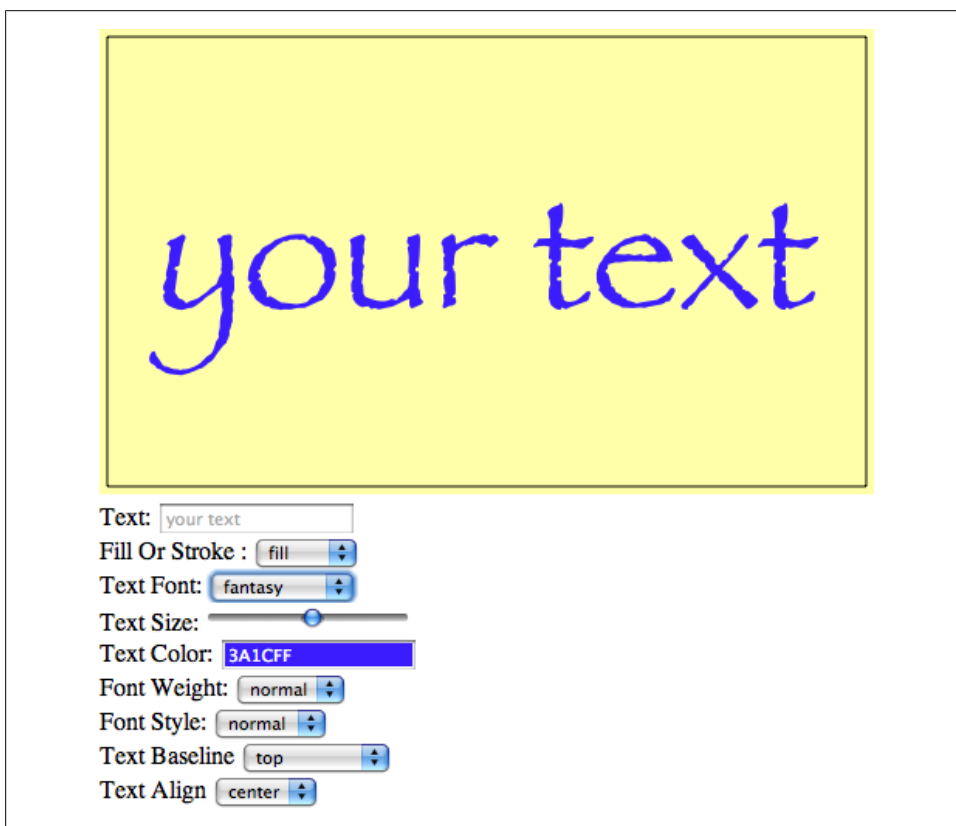 your text
Text: your text
Fill Or Stroke : fill
Text Font: fantasy
Text Size:
Text Color: 3A1CFF
Font Weight: normal
Font Style: normal
Text Baseline top
Text Align center